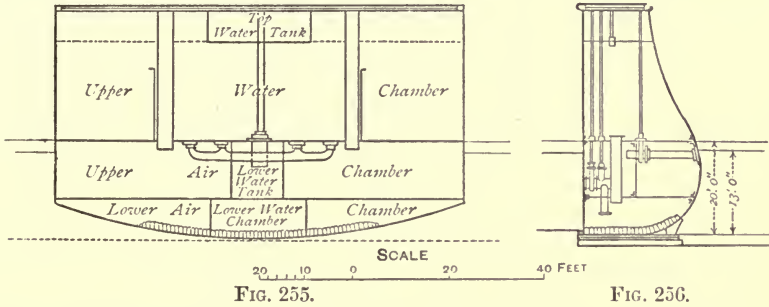 Top
Water Tank
Upper Water Chamber
Upper Air Chamber
Lower
Water
Tank
Lower Air Lower Water Chamber Chamber
20'. 0"
13'. 0"
SCALE
20 10 0 20 40 FEET
FIG. 255. FIG. 256.